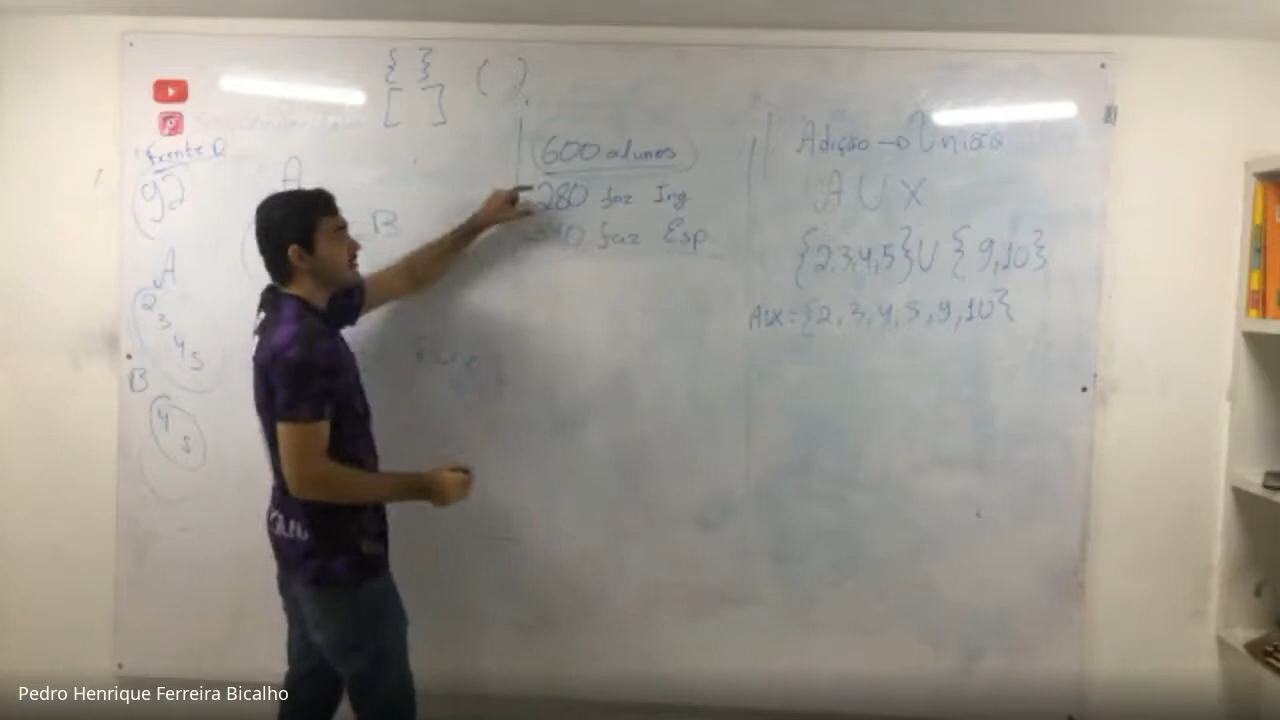 { } ( )
[ ]
Frente D
92
A
2
3
4
5
B
4
5
A
B
600 alunos
280 faz Ing
faz Esp
Adição → União
A U X
{2,3,4,5} U {9,10}
AUX = {2, 3, 4, 5, 9, 10}
Pedro Henrique Ferreira Bicalho